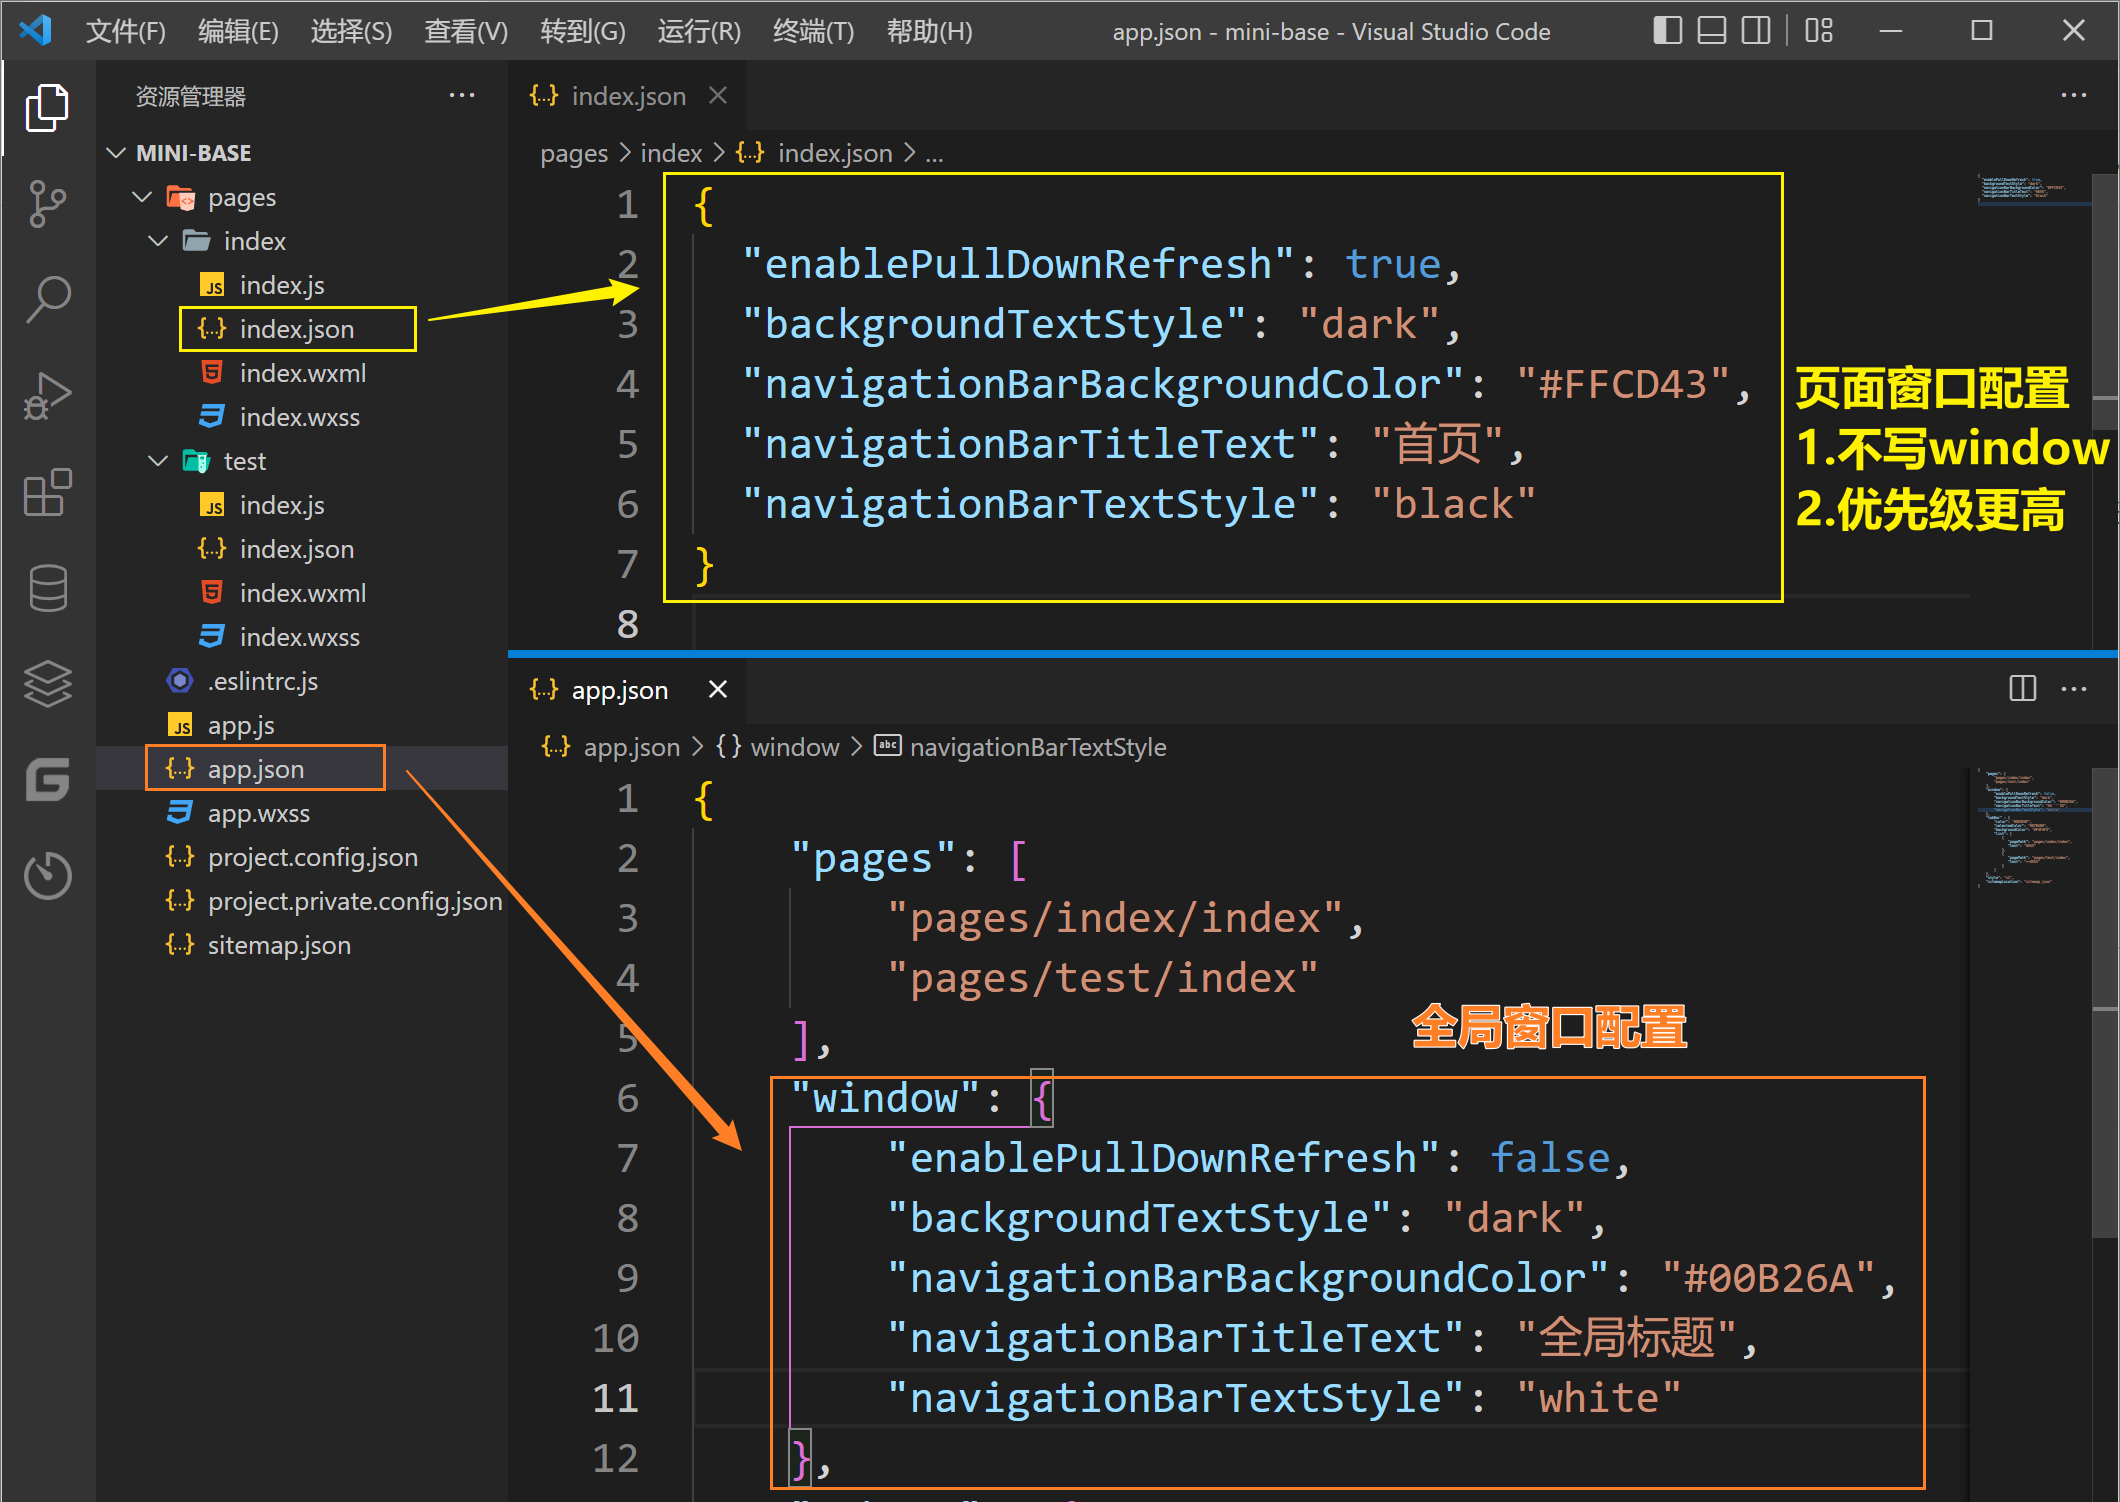 文件(F) 编辑(E) 选择(S) 查看(V) 转到(G) 运行(R) 终端(T) 帮助(H) app.json - mini-base - Visual Studio Code
资源管理器
MINI-BASE
pages
index
JS index.js
{..} index.json
index.wxml
index.wxss
test
JS index.js
{..} index.json
index.wxml
index.wxss
.eslintrc.js
JS app.js
{..} app.json
app.wxss
{..} project.config.json
{..} project.private.config.json
{..} sitemap.json
{..} index.json
pages > index > {..} index.json > ...
1 {
2 "enablePullDownRefresh": true,
3 "backgroundTextStyle": "dark",
4 "navigationBarBackgroundColor": "#FFCD43",
5 "navigationBarTitleText": "首页",
6 "navigationBarTextStyle": "black"
7 }
8
页面窗口配置
1.不写window
2.优先级更高
{..} app.json
{..} app.json > {} window > abc navigationBarTextStyle
1 {
2 "pages": [
3 "pages/index/index",
4 "pages/test/index"
5 ],
6 "window": {
7 "enablePullDownRefresh": false,
8 "backgroundTextStyle": "dark",
9 "navigationBarBackgroundColor": "#00B26A",
10 "navigationBarTitleText": "全局标题",
11 "navigationBarTextStyle": "white"
12 },
全局窗口配置